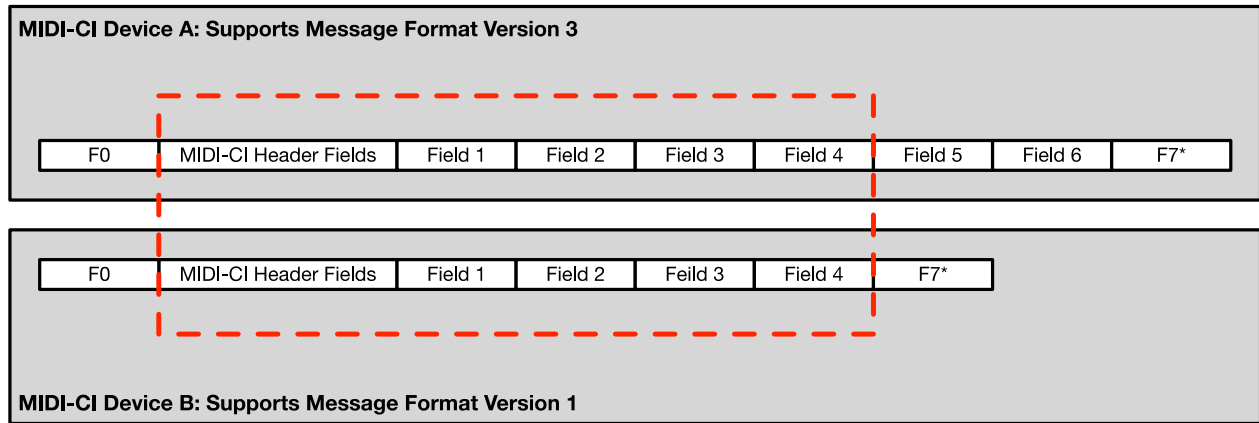 MIDI-CI Device A: Supports Message Format Version 3
F0 MIDI-CI Header Fields Field 1 Field 2 Field 3 Field 4 Field 5 Field 6 F7*
F0 MIDI-CI Header Fields Field 1 Field 2 Feild 3 Field 4 F7*
MIDI-CI Device B: Supports Message Format Version 1